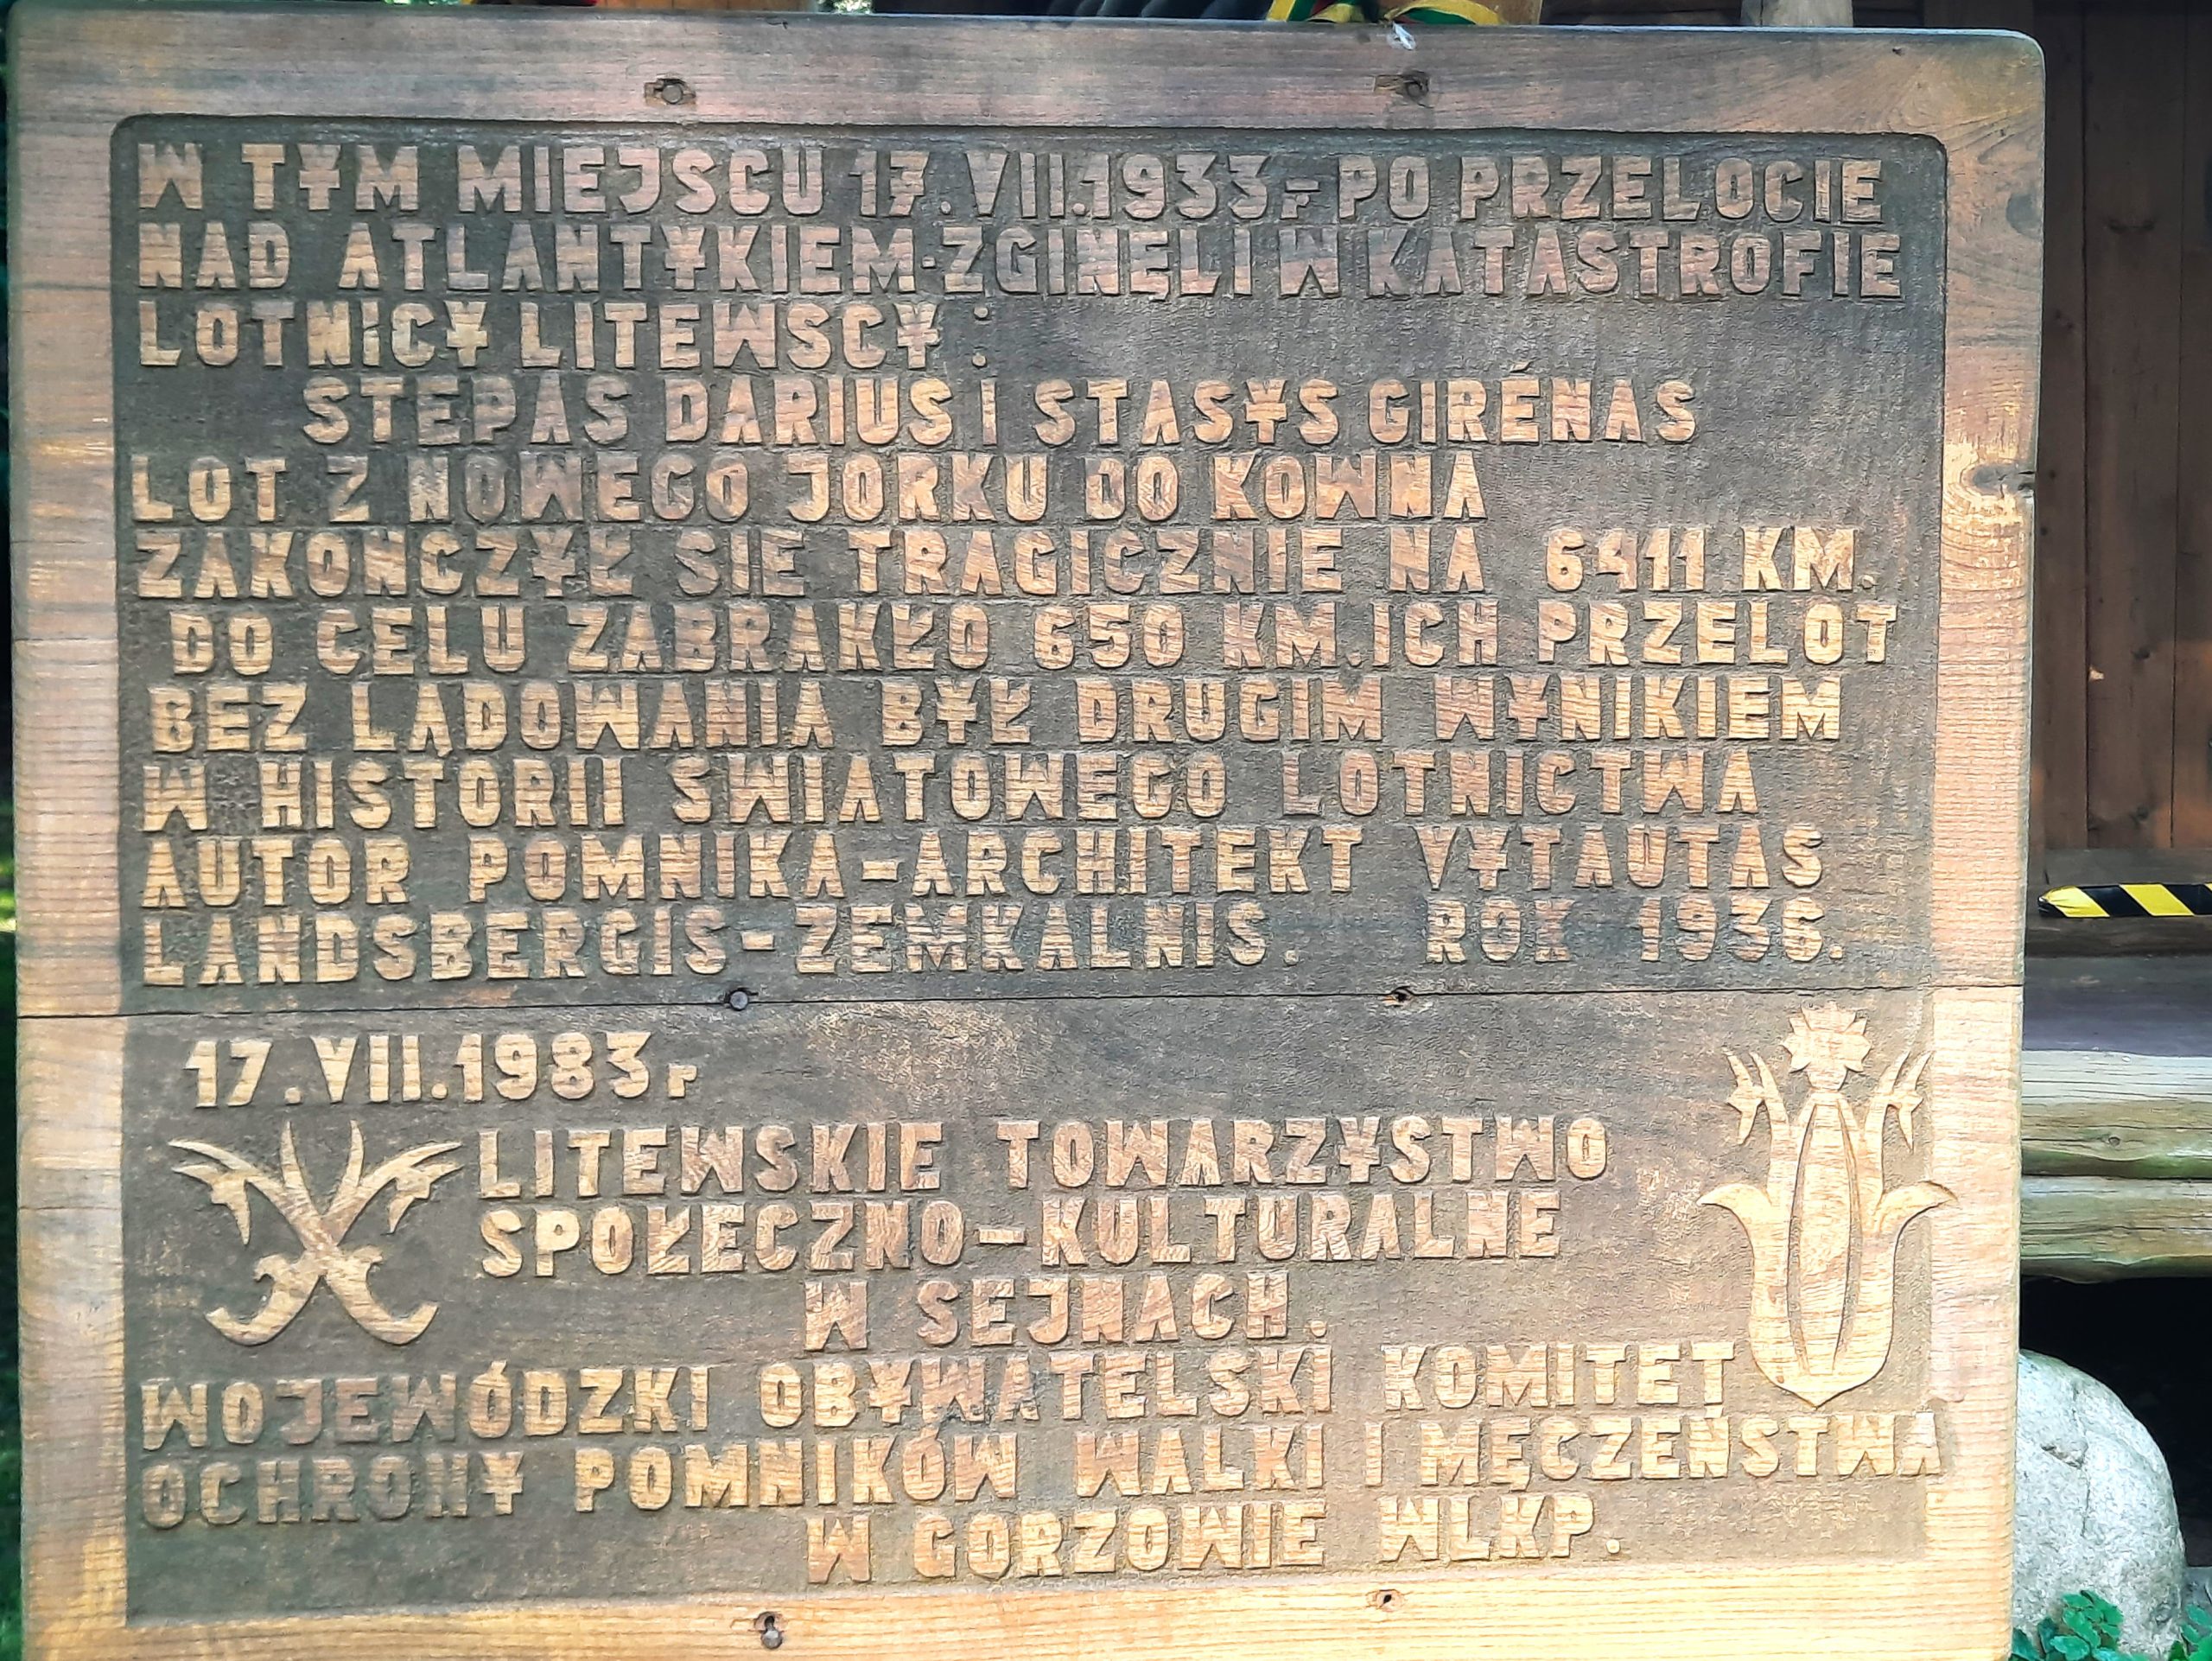 W TYM MIEJSCU 17.VII.1933,- PO PRZELOCIE
NAD ATLANTYKIEM-ZGINĘLI W KATASTROFIE
LOTNiCY LITEWSCY :
STEPAS DARIUS I STASYS GIRÉNAS
LOT Z NOWEGO JORKU DO KOWNA
ZAKONCZYŁ SIE TRAGICZNIE NA 6411 KM.
DO CELU ZABRAKŁO 650 KM.ICH PRZELOT
BEZ LĄDOWANIA BYŁ DRUGIM WYNIKIEM
W HISTORII SWIATOWEGO LOTNICTWA
AUTOR POMNIKA-ARCHITEKT VYTAUTAS
LANDSBERGIS-ZEMKALNIS. ROK 1936.
17.VII.1983r
LITEWSKIE TOWARZYSTWO
SPOŁECZNO-KULTURALNE
W SEJNACH.
WOJEWÓDZKI OBYWATELSKI KOMITET
OCHRONY POMNIKÓW WALKI I MĘCZEŃSTWA
W GORZOWIE WLKP.